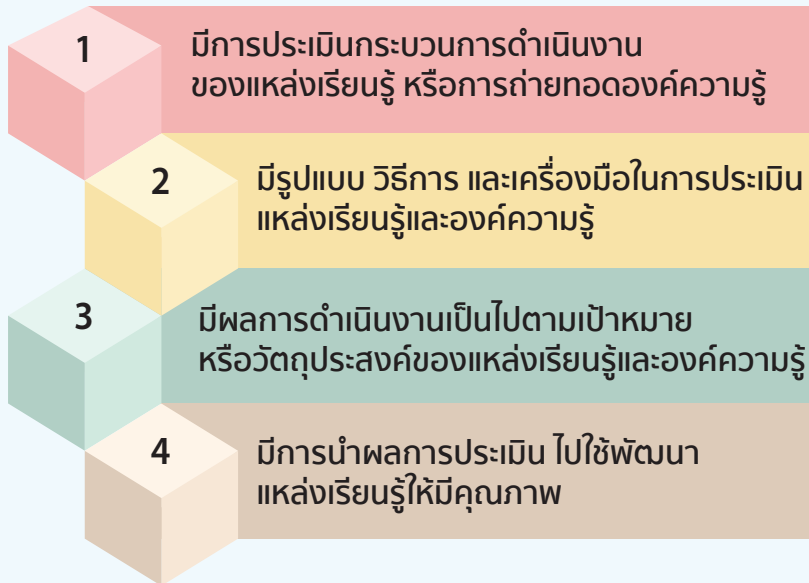 1
มีการประเมินกระบวนการดำเนินงาน
ของแหล่งเรียนรู้ หรือการถ่ายทอดองค์ความรู้
2
มีรูปแบบ วิธีการ และเครื่องมือในการประเมิน
แหล่งเรียนรู้และองค์ความรู้
3
มีผลการดำเนินงานเป็นไปตามเป้าหมาย
หรือวัตถุประสงค์ของแหล่งเรียนรู้และองค์ความรู้
4
มีการนำผลการประเมิน ไปใช้พัฒนา
แหล่งเรียนรู้ให้มีคุณภาพ